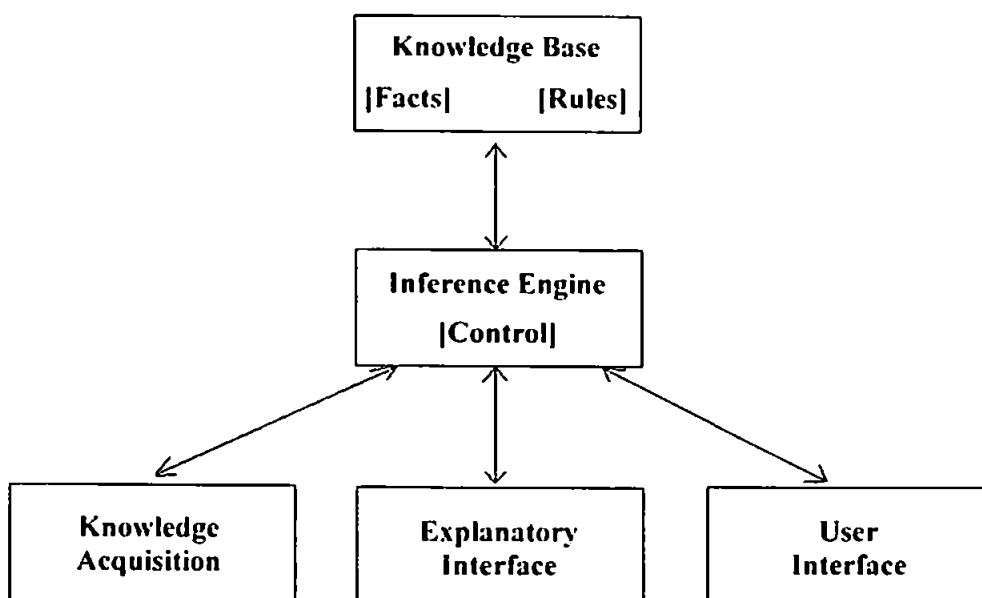 Knowledge Base
[Facts] [Rules]
Inference Engine
[Control]
Knowledge
Acquisition
Explanatory
Interface
User
Interface